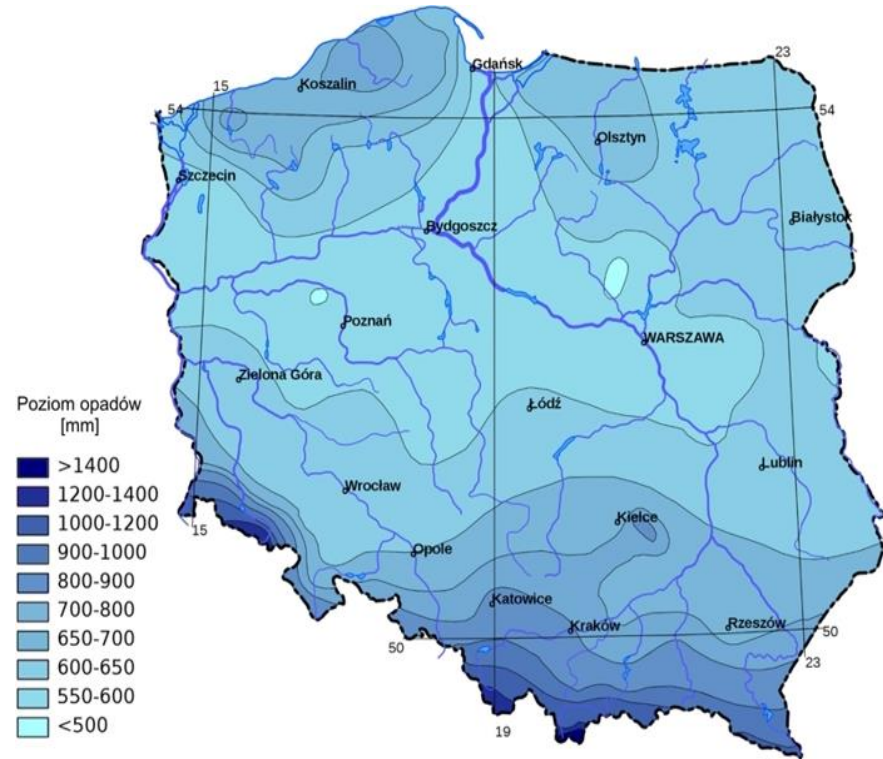 23
Gdańsk
15
Koszalin
54
54
Olsztyn
Szczecin
Białystok
Bydgoszcz
Poznań
WARSZAWA
Zielona Góra
Łódź
Poziom opadów
[mm]
>1400
1200-1400
1000-1200
900-1000
800-900
700-800
650-700
600-650
550-600
<500
Lublin
Wrocław
Kielce
15
Opole
Katowice
Kraków
Rzeszów
50
50
23
19